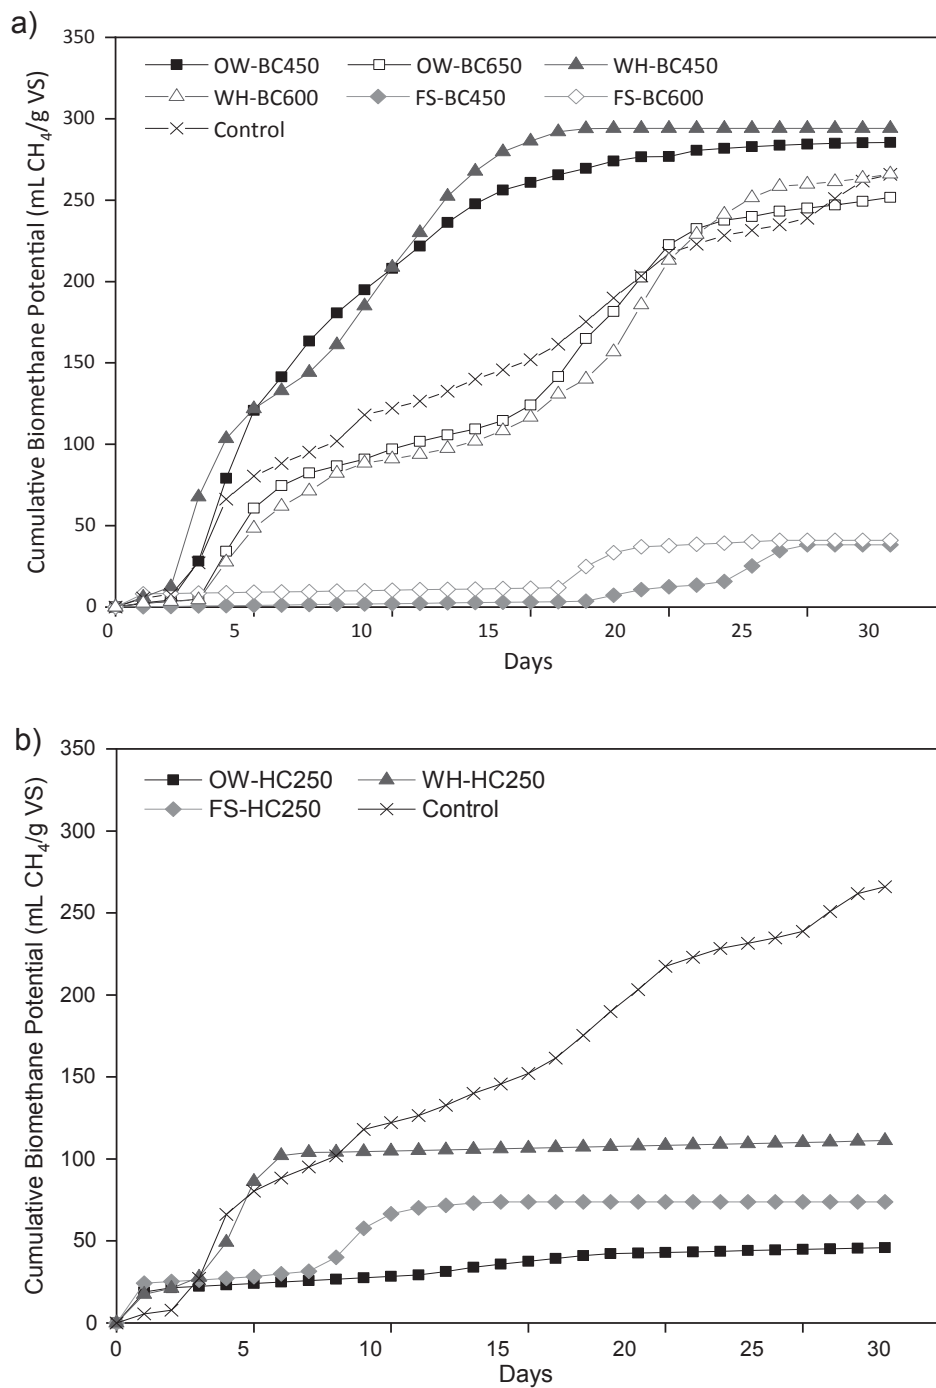 a)
350
300
250
200
150
100
50
0
Cumulative Biomethane Potential (mL CH₄/g VS)
OW-BC450 OW-BC650 WH-BC450
WH-BC600 FS-BC450 FS-BC600
Control
0 5 10 15 20 25 30
Days
b)
350
300
250
200
150
100
50
0
Cumulative Biomethane Potential (mL CH₄/g VS)
OW-HC250 WH-HC250
FS-HC250 Control
0 5 10 15 20 25 30
Days